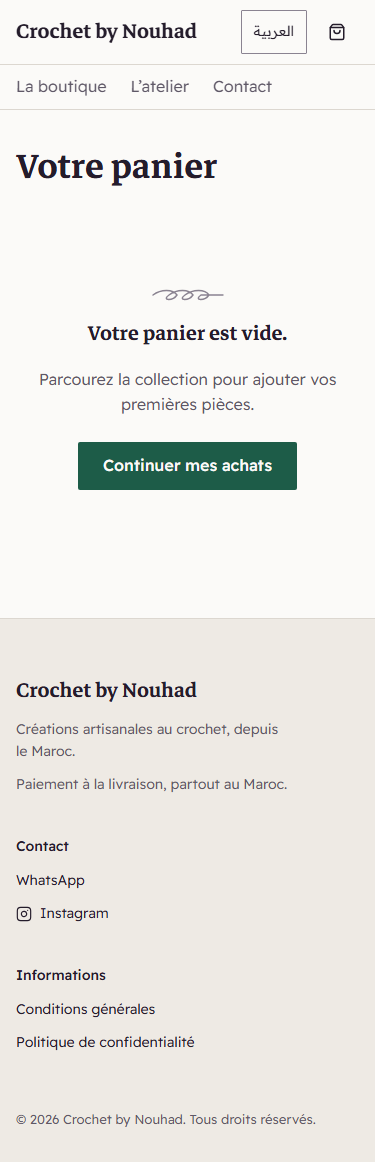 Crochet by Nouhad
العربية
La boutique
L’atelier
Contact
Votre panier
Votre panier est vide.
Parcourez la collection pour ajouter vos
premières pièces.
Continuer mes achats
Crochet by Nouhad
Créations artisanales au crochet, depuis
le Maroc.
Paiement à la livraison, partout au Maroc.
Contact
WhatsApp
Instagram
Informations
Conditions générales
Politique de confidentialité
© 2026 Crochet by Nouhad. Tous droits réservés.